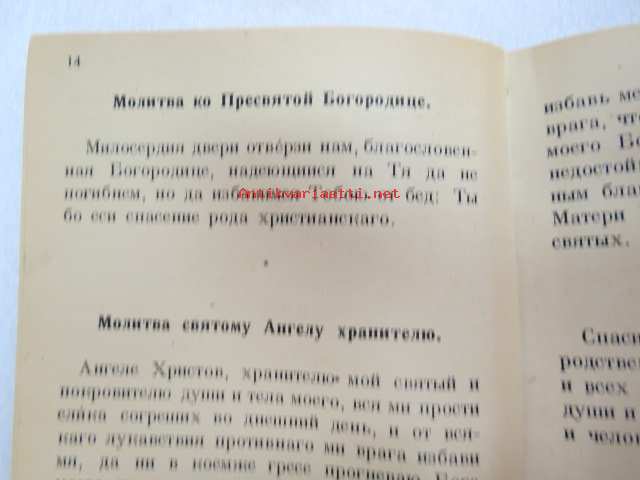 14
Молитва ко Пресвятой Богородице.
Милосердия двери отверзи нам, благословен-
ная Богородице, надеющиися на Тя да не
погибнем, но да избавимся Тобою от бед: Ты
бо еси спасение рода христианскаго.
*
Молитва святому Ангелу хранителю.
Ангеле Христов, хранителю мой святый и
покровителю души и тела моего, вся ми прости
елика согреших во днешний день, и от вся-
каго лукавствия противнаго ми врага избави
ми, да ни в коемже гресе прогневаю Бога
Antikvariaatti.net
избавь ме
врага, что
моего Бо
недостой
ным благ
Матери
святых.
Спаси
родствен
и всех
души и
и челов